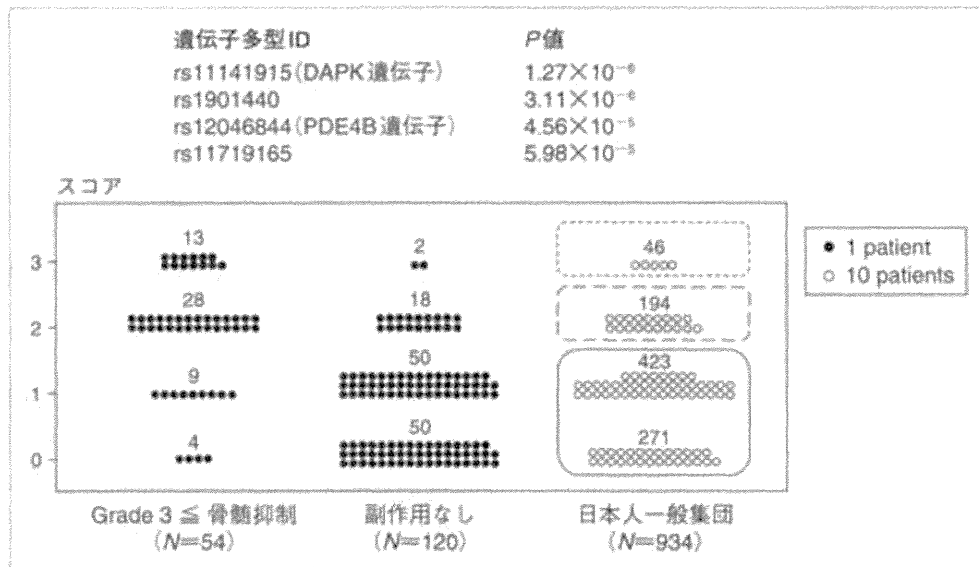 遺伝子多型ID P値
rs11141915(DAPK遺伝子) 1.27×10⁻⁶
rs1901440 3.11×10⁻⁶
rs12046844(PDE4B遺伝子) 4.56×10⁻⁵
rs11719165 5.98×10⁻⁵
スコア
13 2 46
3
28 18 194
2
9 50 423
1
4 50 271
0
● 1 patient
○ 10 patients
Grade 3 ≦ 骨髄抑制 副作用なし 日本人一般集団
(N=54) (N=120) (N=934)